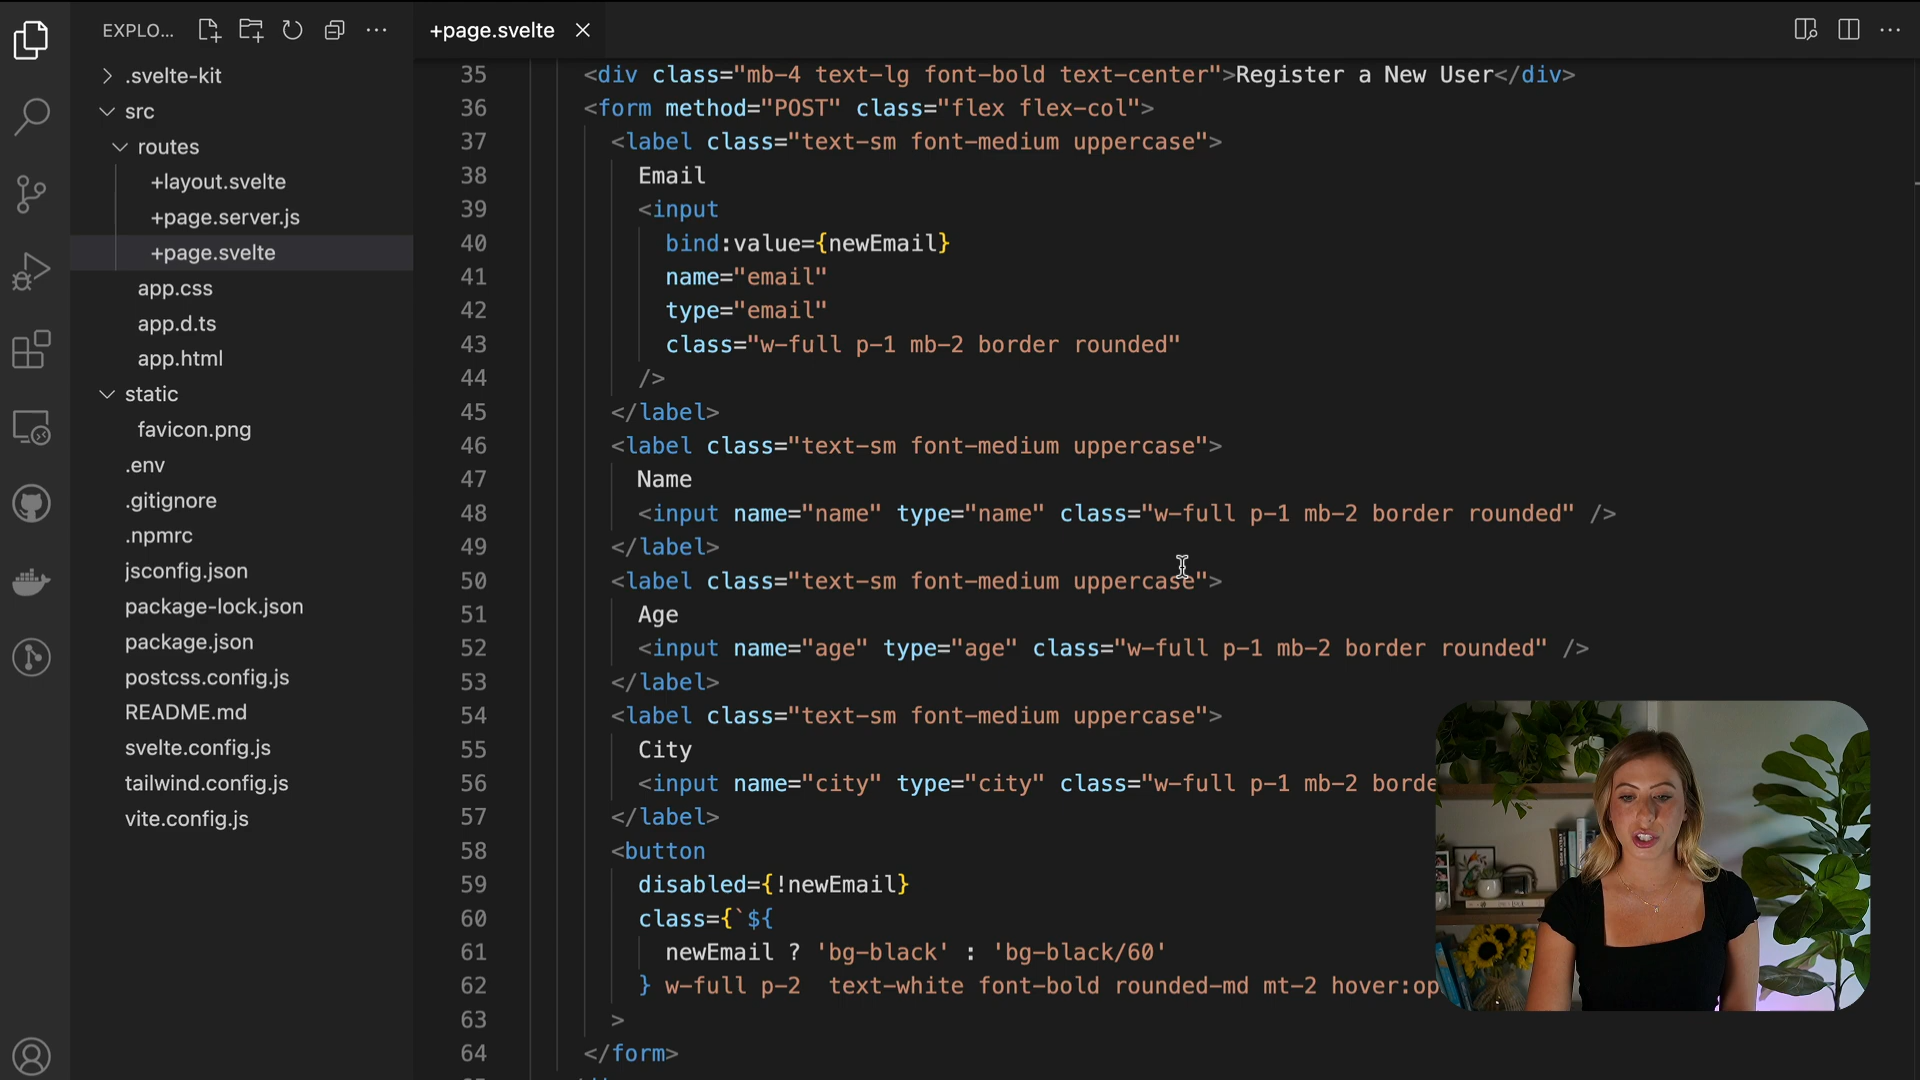 EXPLO...
+page.svelte
.svelte-kit
src
routes
+layout.svelte
+page.server.js
+page.svelte
app.css
app.d.ts
app.html
static
favicon.png
.env
.gitignore
.npmrc
jsconfig.json
package-lock.json
package.json
postcss.config.js
README.md
svelte.config.js
tailwind.config.js
vite.config.js
35 <div class="mb-4 text-lg font-bold text-center">Register a New User</div>
36 <form method="POST" class="flex flex-col">
37 <label class="text-sm font-medium uppercase">
38 Email
39 <input
40 bind:value={newEmail}
41 name="email"
42 type="email"
43 class="w-full p-1 mb-2 border rounded"
44 />
45 </label>
46 <label class="text-sm font-medium uppercase">
47 Name
48 <input name="name" type="name" class="w-full p-1 mb-2 border rounded" />
49 </label>
50 <label class="text-sm font-medium uppercase">
51 Age
52 <input name="age" type="age" class="w-full p-1 mb-2 border rounded" />
53 </label>
54 <label class="text-sm font-medium uppercase">
55 City
56 <input name="city" type="city" class="w-full p-1 mb-2 borde
57 </label>
58 <button
59 disabled={!newEmail}
60 class={`${
61 newEmail ? 'bg-black' : 'bg-black/60'
62 } w-full p-2  text-white font-bold rounded-md mt-2 hover:op
63 >
64 </form>